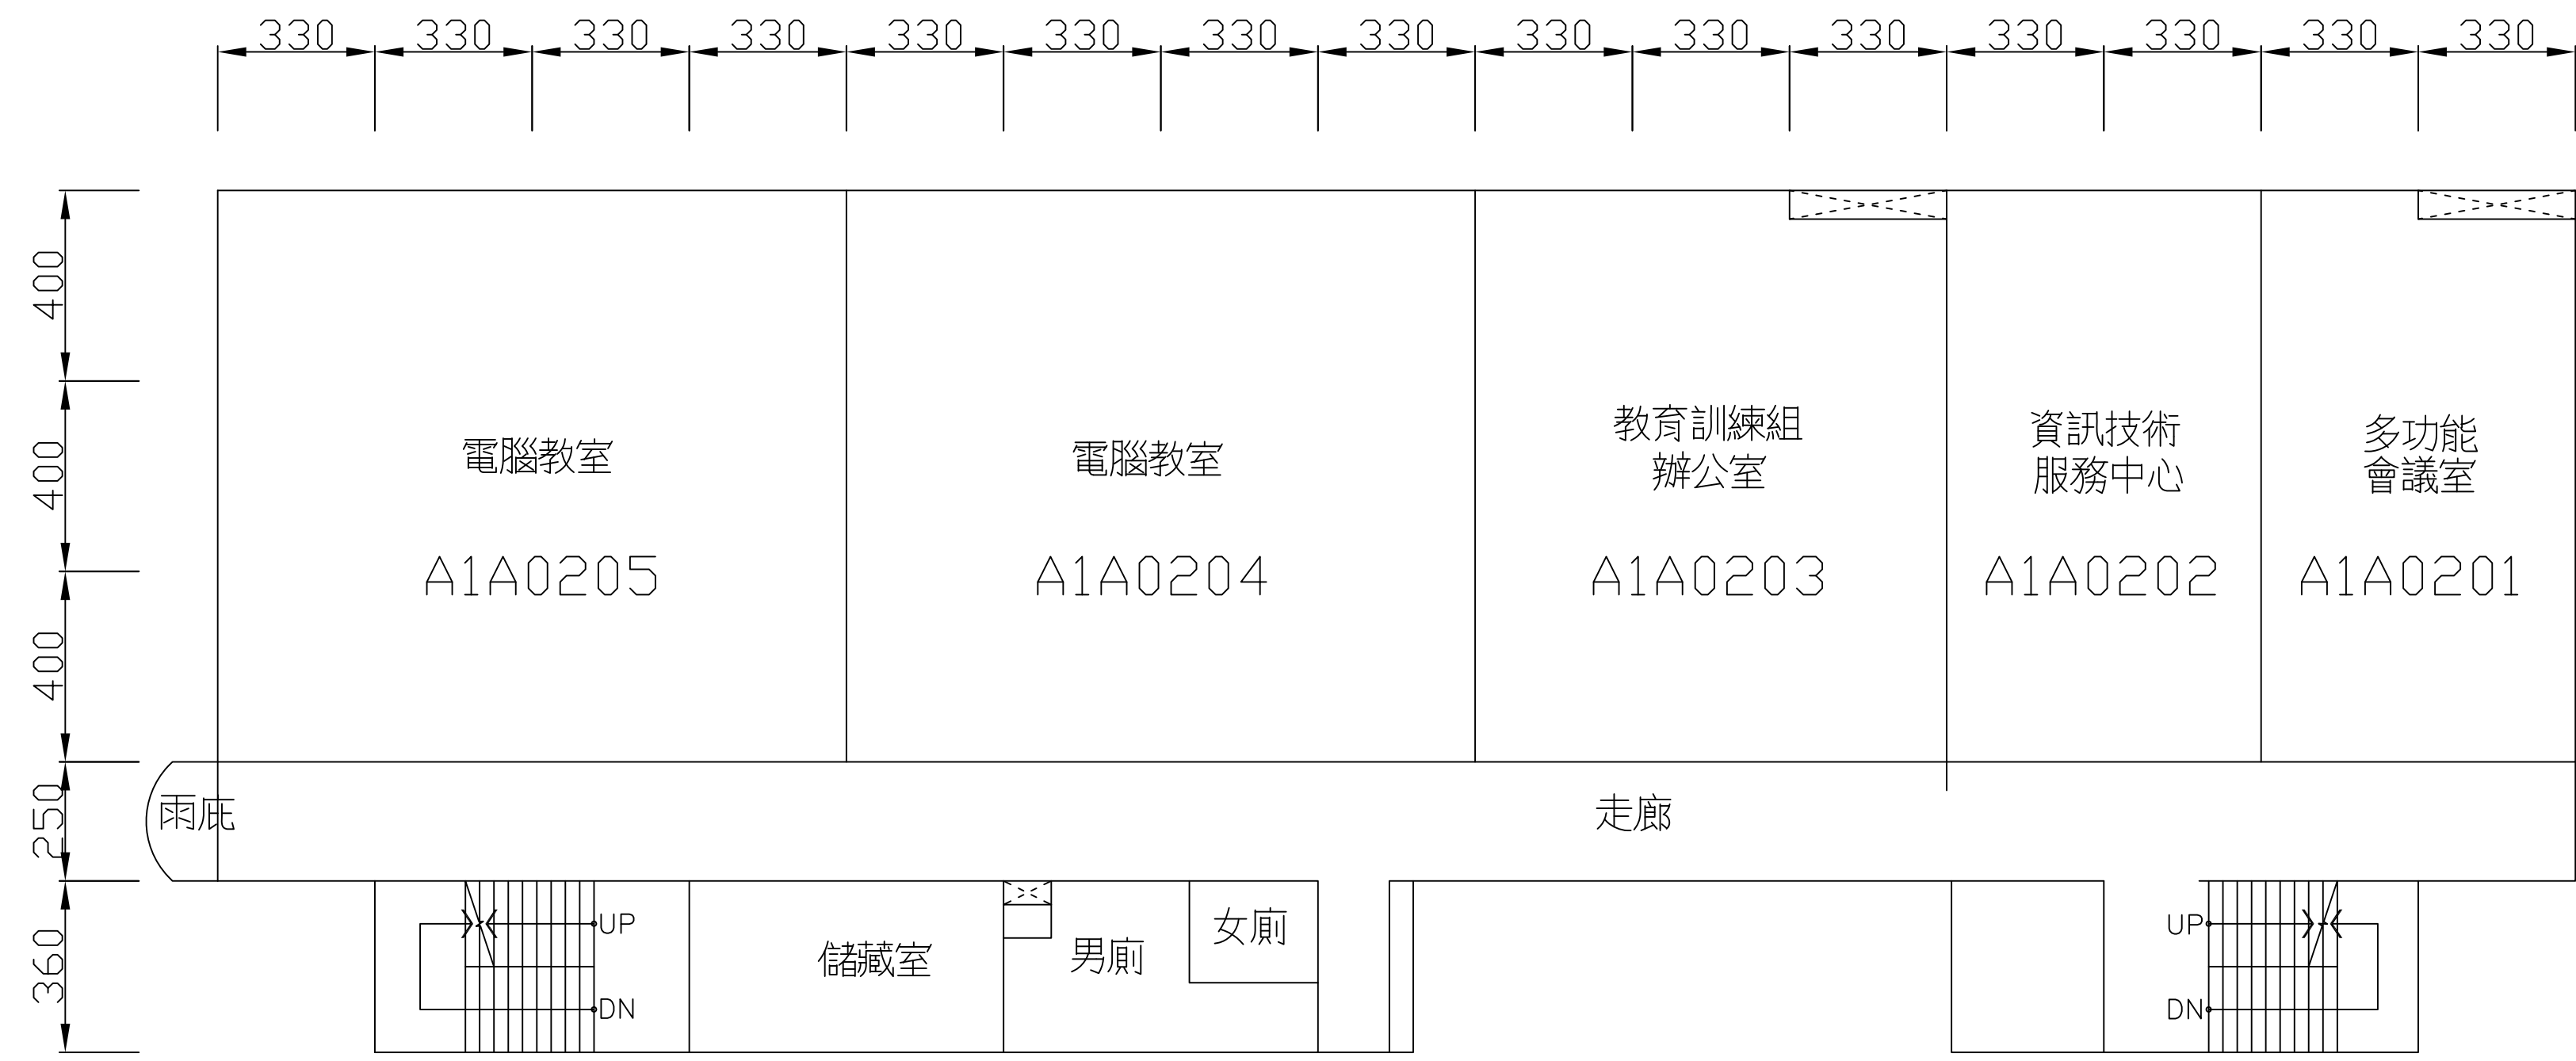 330 330 330 330 330 330 330 330 330 330 330 330 330 330 330
400
400
400
250
360
電腦教室
A1A0205
電腦教室
A1A0204
教育訓練組
辦公室
A1A0203
資訊技術
服務中心
A1A0202
多功能
會議室
A1A0201
雨庇
走廊
UP
DN
儲藏室
男廁
女廁
UP
DN